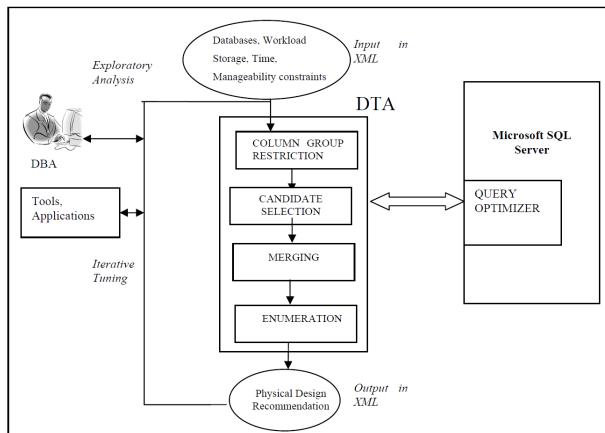 Databases, Workload
Storage, Time,
Manageability constraints
Input in
XML
Exploratory
Analysis
DTA
DBA
Tools,
Applications
Iterative
Tuning
COLUMN GROUP
RESTRICTION
CANDIDATE
SELECTION
MERGING
ENUMERATION
Microsoft SQL
Server
QUERY
OPTIMIZER
Physical Design
Recommendation
Output in
XML